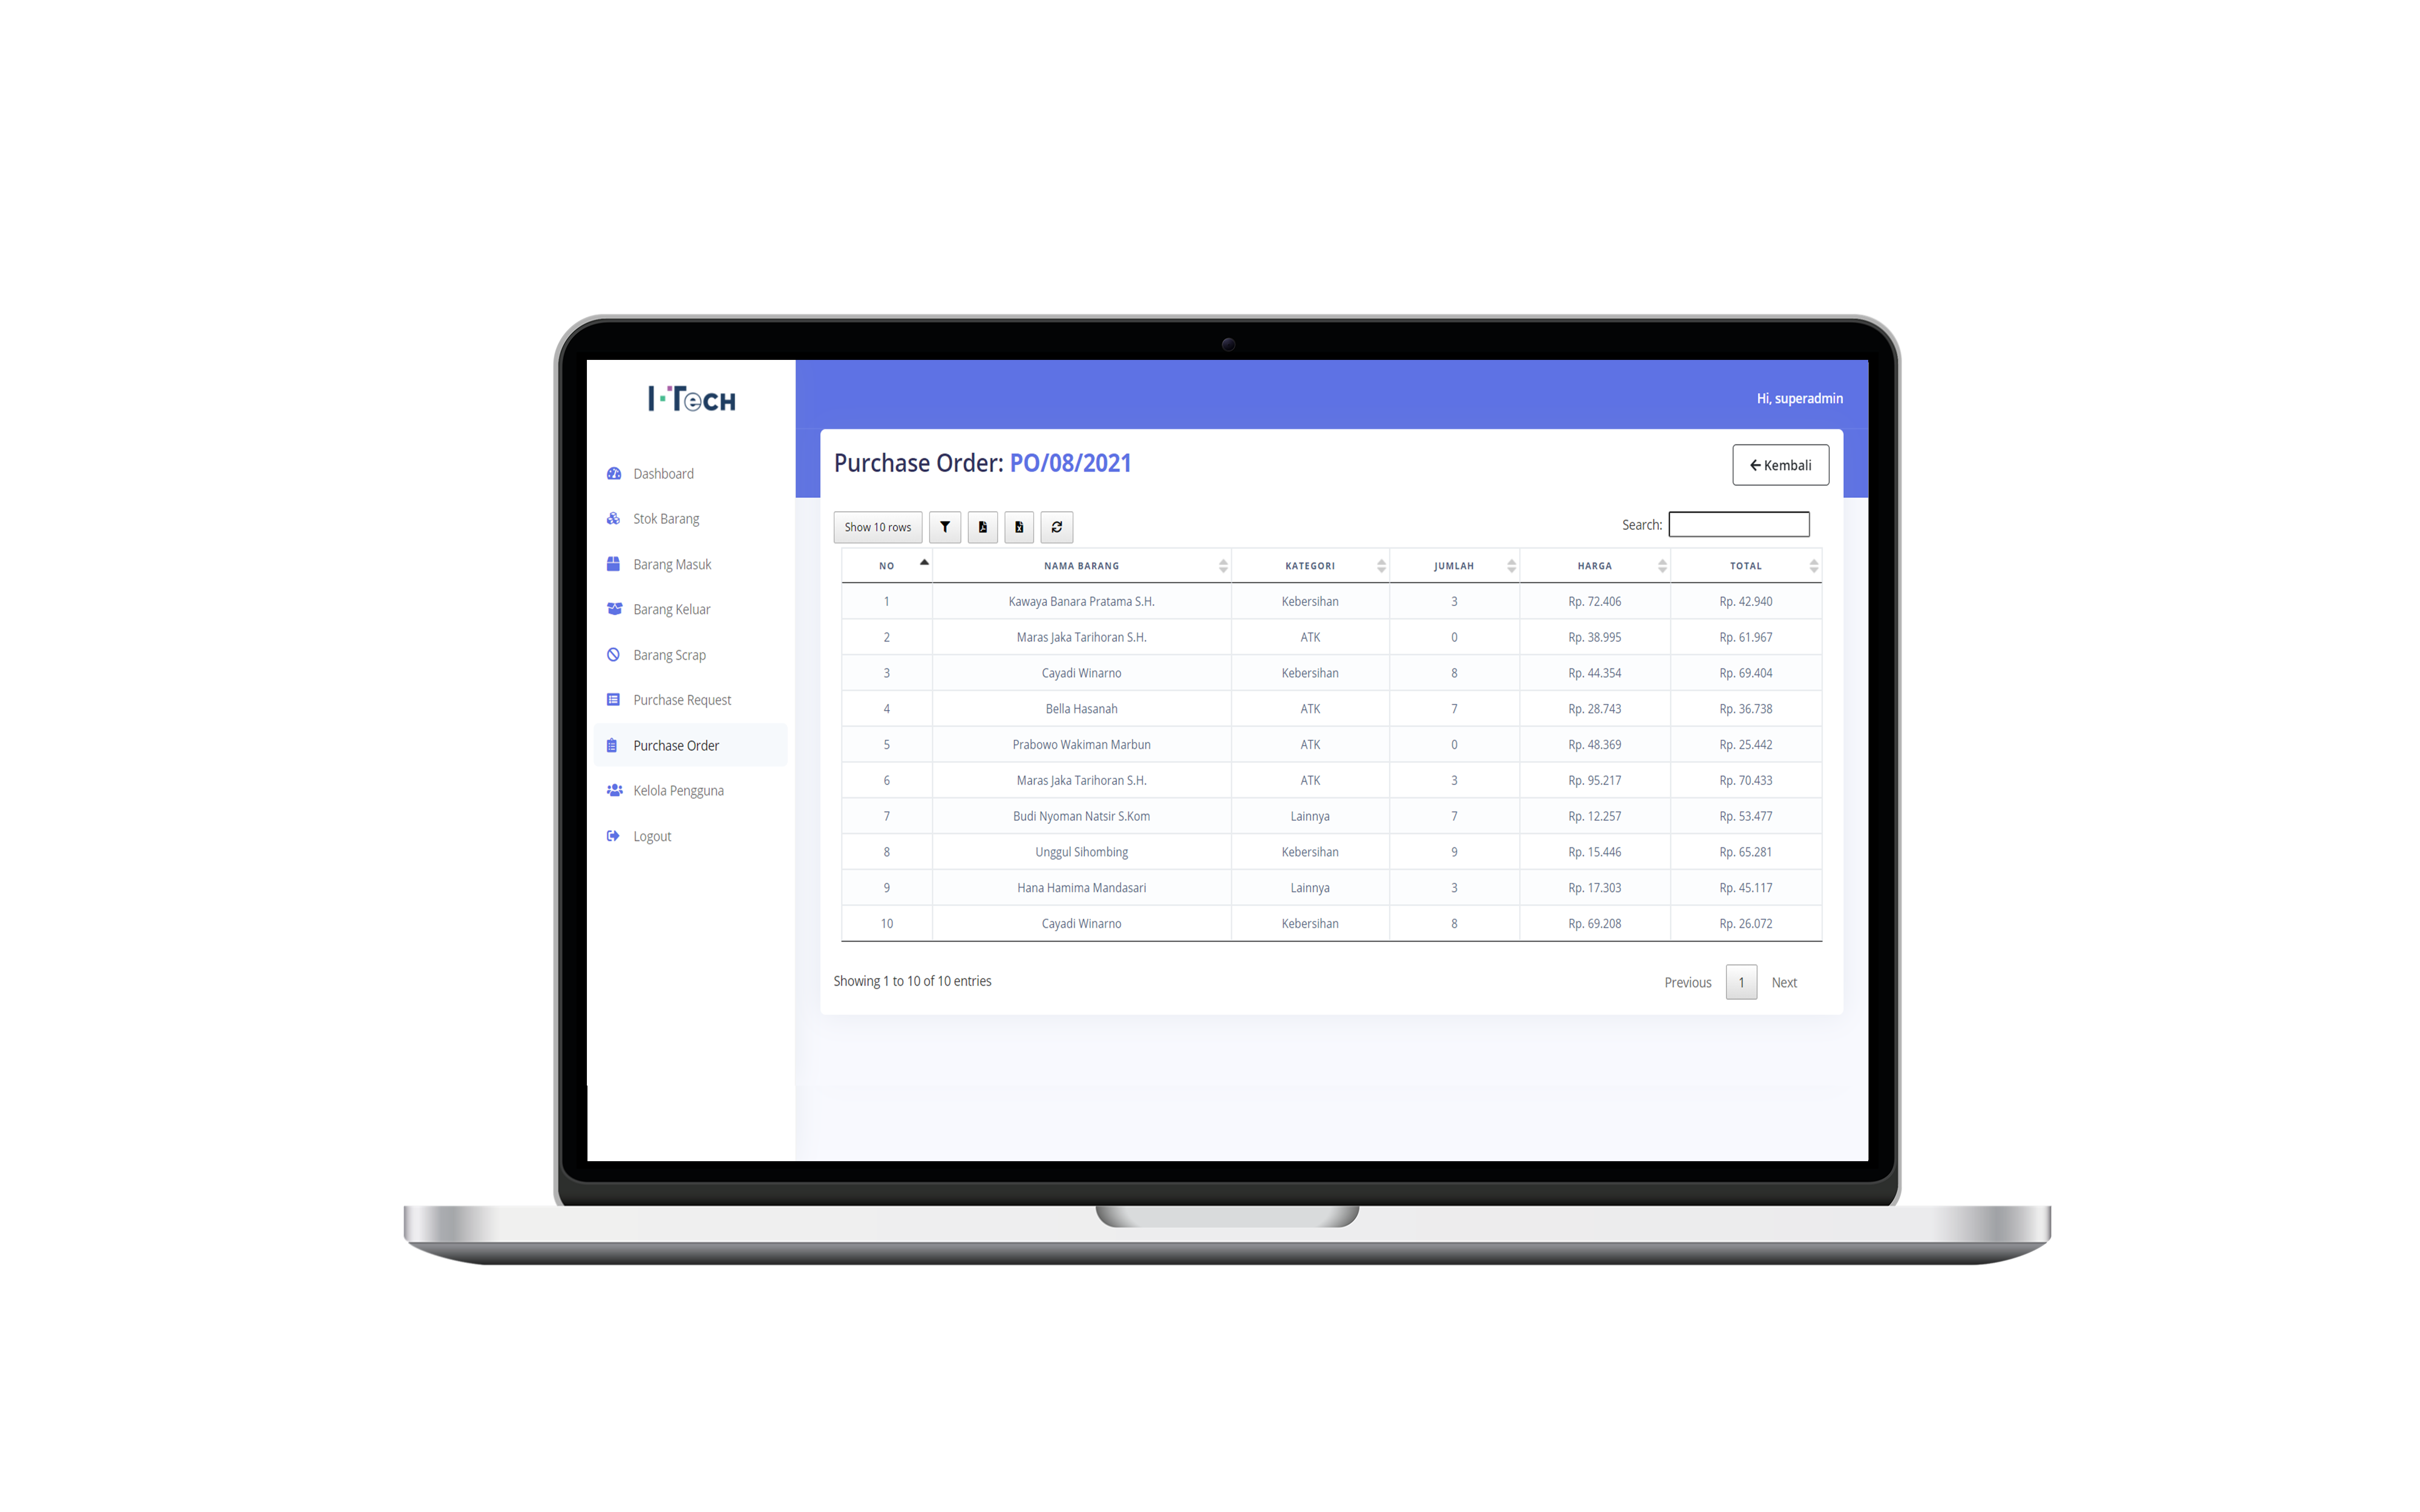 I-TECH
Hi, superadmin
Dashboard
Stok Barang
Barang Masuk
Barang Keluar
Barang Scrap
Purchase Request
Purchase Order
Kelola Pengguna
Logout
Purchase Order: PO/08/2021
Kembali
Show 10 rows
Search:
NO NAMA BARANG KATEGORI JUMLAH HARGA TOTAL
1 Kawaya Banara Pratama S.H. Kebersihan 3 Rp. 72.406 Rp. 42.940
2 Maras Jaka Tarihoran S.H. ATK 0 Rp. 38.995 Rp. 61.967
3 Cayadi Winarno Kebersihan 8 Rp. 44.354 Rp. 69.404
4 Bella Hasanah ATK 7 Rp. 28.743 Rp. 36.738
5 Prabowo Wakiman Marbun ATK 0 Rp. 48.369 Rp. 25.442
6 Maras Jaka Tarihoran S.H. ATK 3 Rp. 95.217 Rp. 70.433
7 Budi Nyoman Natsir S.Kom Lainnya 7 Rp. 12.257 Rp. 53.477
8 Unggul Sihombing Kebersihan 9 Rp. 15.446 Rp. 65.281
9 Hana Hamima Mandasari Lainnya 3 Rp. 17.303 Rp. 45.117
10 Cayadi Winarno Kebersihan 8 Rp. 69.208 Rp. 26.072
Showing 1 to 10 of 10 entries
Previous 1 Next